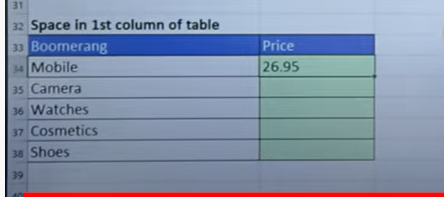 31
32 Space in 1st column of table
33 Boomerang Price
34 Mobile 26.95
35 Camera
36 Watches
37 Cosmetics
38 Shoes
39